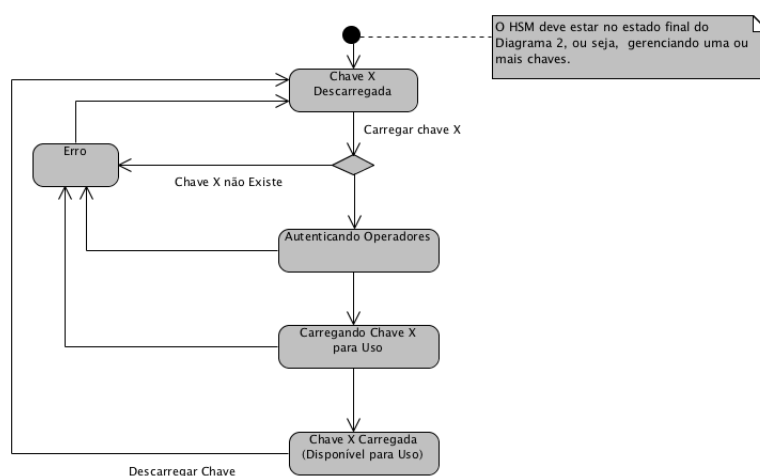 O HSM deve estar no estado final do
Diagrama 2, ou seja, gerenciando uma ou
mais chaves.
Chave X
Descarregada
Carregar chave X
Erro
Chave X não Existe
Autenticando Operadores
Carregando Chave X
para Uso
Chave X Carregada
(Disponível para Uso)
Descarregar Chave